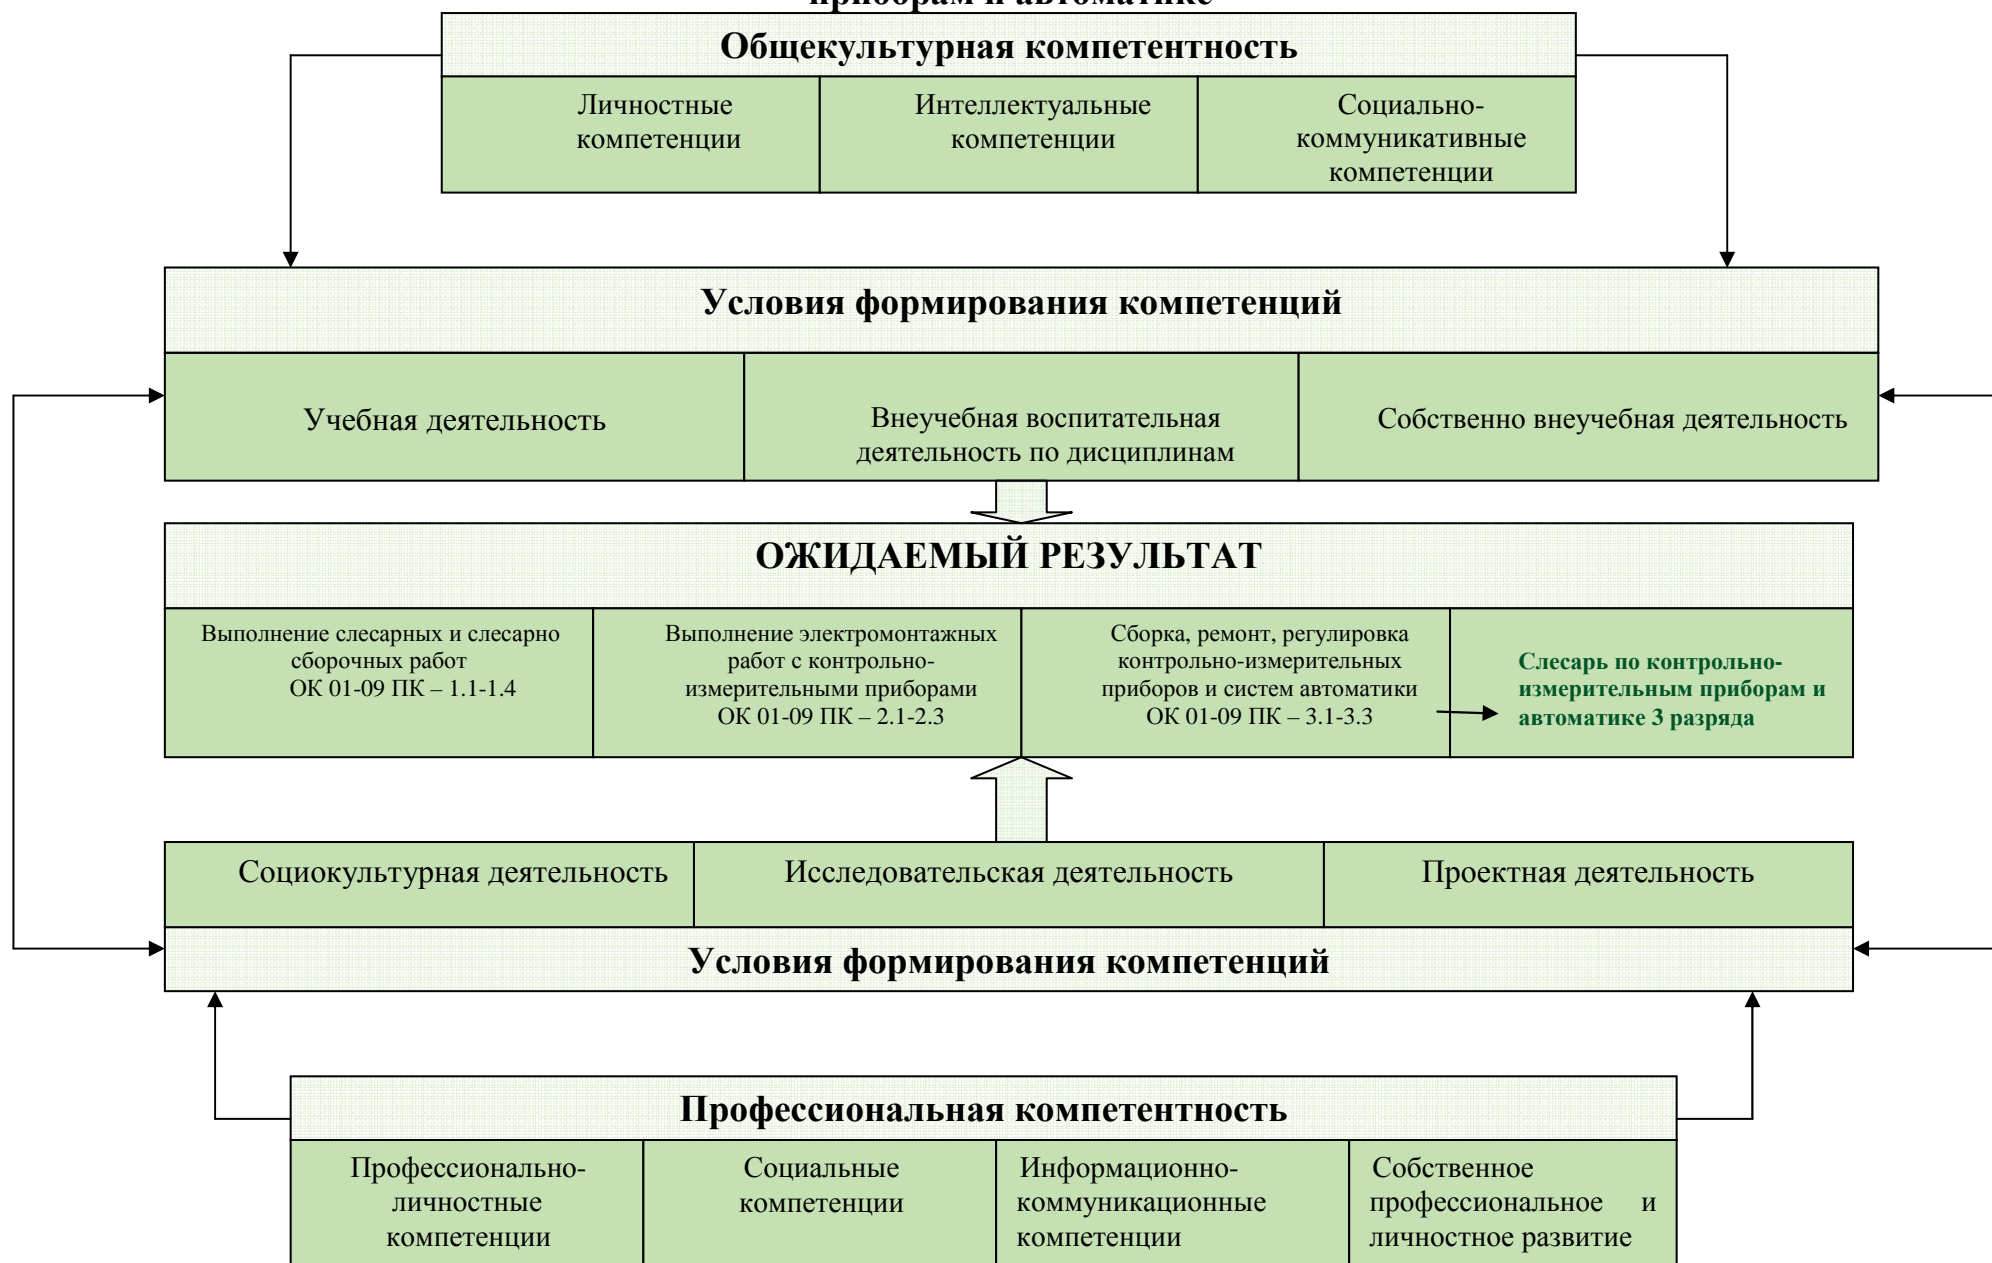 приборам и автоматике
Общекультурная компетентность
Личностные
компетенции
Интеллектуальные
компетенции
Социально-
коммуникативные
компетенции
Условия формирования компетенций
Учебная деятельность
Внеучебная воспитательная
деятельность по дисциплинам
Собственно внеучебная деятельность
ОЖИДАЕМЫЙ РЕЗУЛЬТАТ
Выполнение слесарных и слесарно
сборочных работ
ОК 01-09 ПК – 1.1-1.4
Выполнение электромонтажных
работ с контрольно-
измерительными приборами
ОК 01-09 ПК – 2.1-2.3
Сборка, ремонт, регулировка
контрольно-измерительных
приборов и систем автоматики
ОК 01-09 ПК – 3.1-3.3
Слесарь по контрольно-
измерительным приборам и
автоматике 3 разряда
Социокультурная деятельность
Исследовательская деятельность
Проектная деятельность
Условия формирования компетенций
Профессиональная компетентность
Профессионально-
личностные
компетенции
Социальные
компетенции
Информационно-
коммуникационные
компетенции
Собственное
профессиональное и
личностное развитие